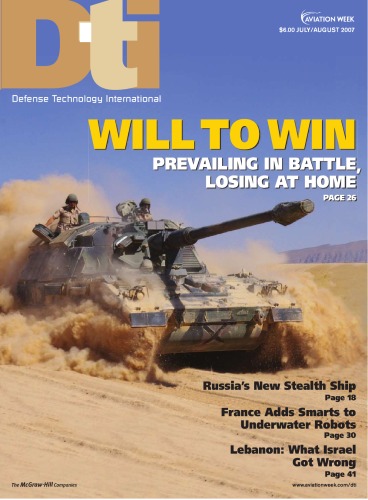 Dti
AVIATION WEEK
$6.00 JULY/AUGUST 2007
Defense Technology International
WILL TO WIN
PREVAILING IN BATTLE,
LOSING AT HOME
PAGE 26
Russia's New Stealth Ship
Page 18
France Adds Smarts to
Underwater Robots
Page 30
Lebanon: What Israel
Got Wrong
Page 41
The McGraw·Hill Companies
www.aviationweek.com/dti